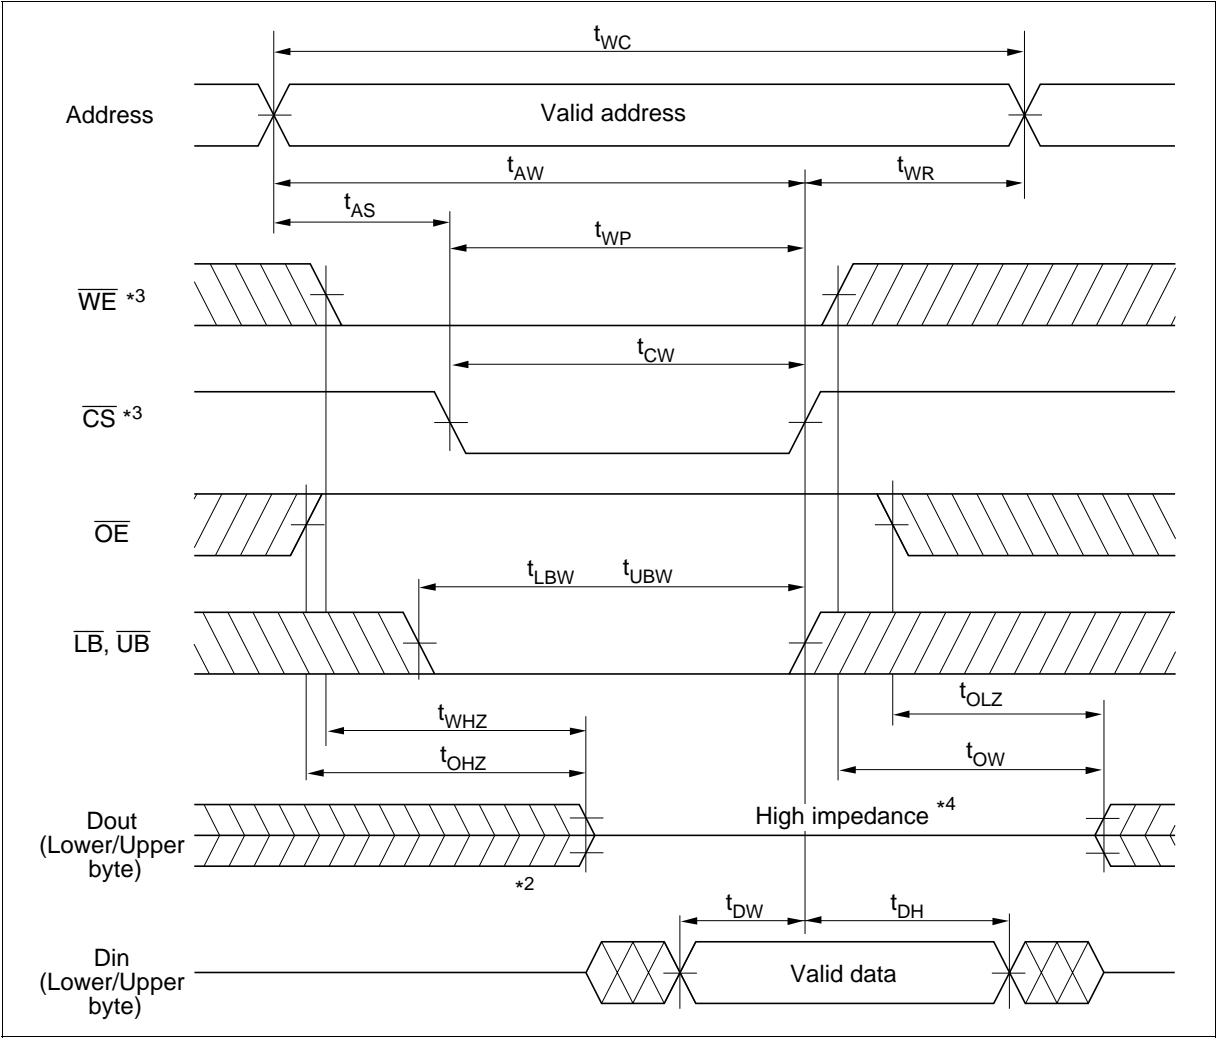 tWC
Address
Valid address
tAW
tWR
tAS
tWP
WE *3
tCW
CS *3
OE
tLBW tUBW
LB, UB
tOLZ
tWHZ
tOW
tOHZ
High impedance *4
Dout
(Lower/Upper
byte)
*2
tDW
tDH
Din
(Lower/Upper
byte)
Valid data